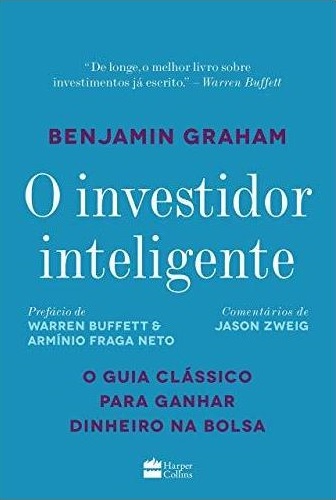 “De longe, o melhor livro sobre
investimentos já escrito.” – Warren Buffett
BENJAMIN GRAHAM
O investidor
inteligente
Prefácio de
WARREN BUFFETT &
ARMÍNIO FRAGA NETO
Comentários de
JASON ZWEIG
O GUIA CLÁSSICO
PARA GANHAR
DINHEIRO NA BOLSA
Harper
Collins